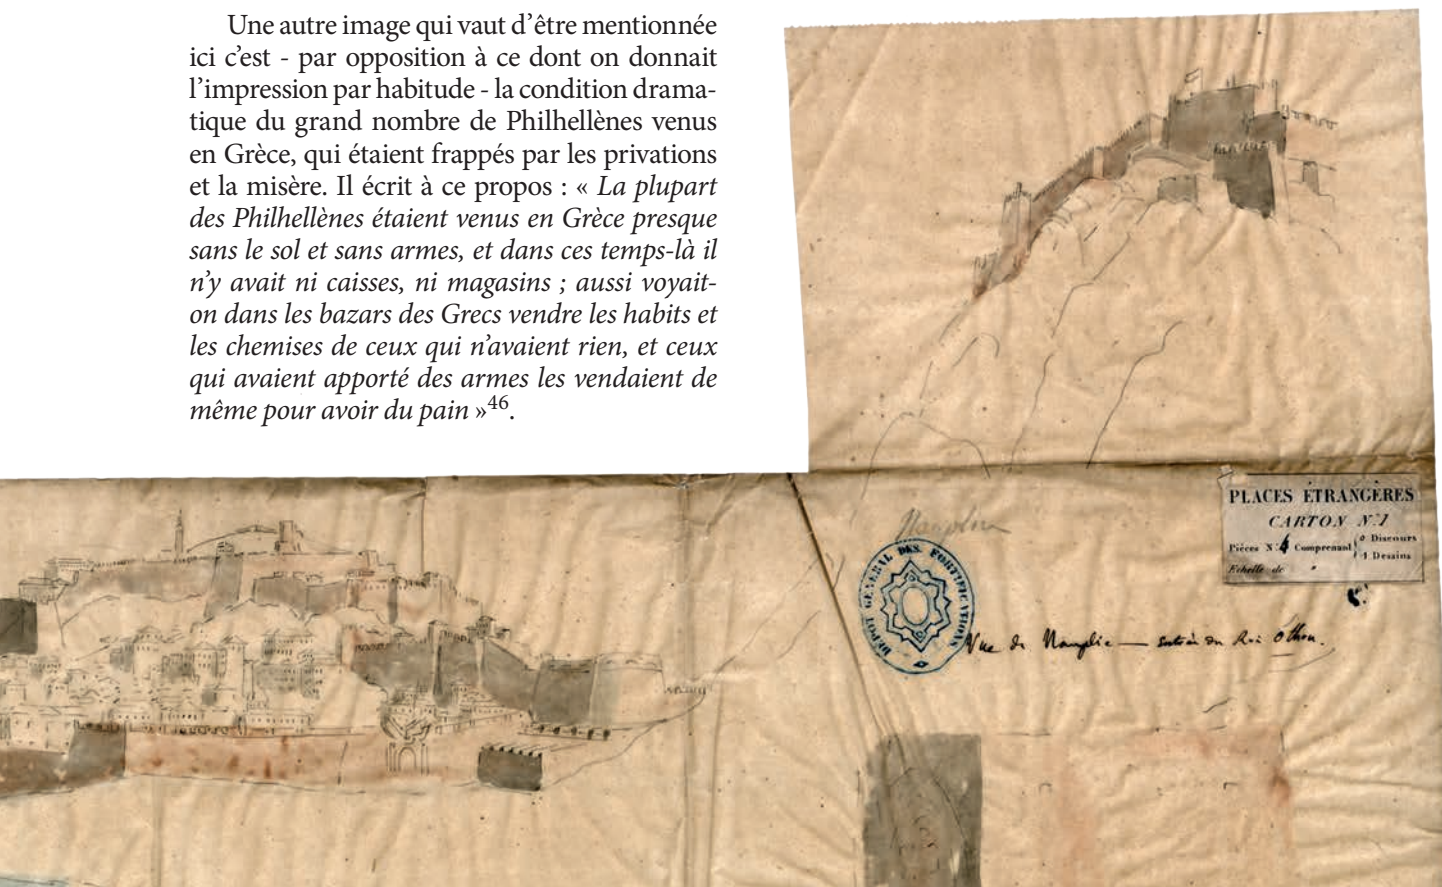 Une autre image qui vaut d’être mentionnée
ici c’est - par opposition à ce dont on donnait
l’impression par habitude - la condition drama-
tique du grand nombre de Philhellènes venus
en Grèce, qui étaient frappés par les privations
et la misère. Il écrit à ce propos : « La plupart
des Philhellènes étaient venus en Grèce presque
sans le sol et sans armes, et dans ces temps-là il
n’y avait ni caisses, ni magasins ; aussi voyait-
on dans les bazars des Grecs vendre les habits et
les chemises de ceux qui n’avaient rien, et ceux
qui avaient apporté des armes les vendaient de
même pour avoir du pain »46.
PLACES ÉTRANGÈRES
CARTON N.1
Pièces N. 4 Comprenant 0 Discours
1 Dessins
Echelle de
DÉPÔT GÉNÉRAL DES FORTIFICATIONS
Vue de Nauplie — entrée du Roi Othon.